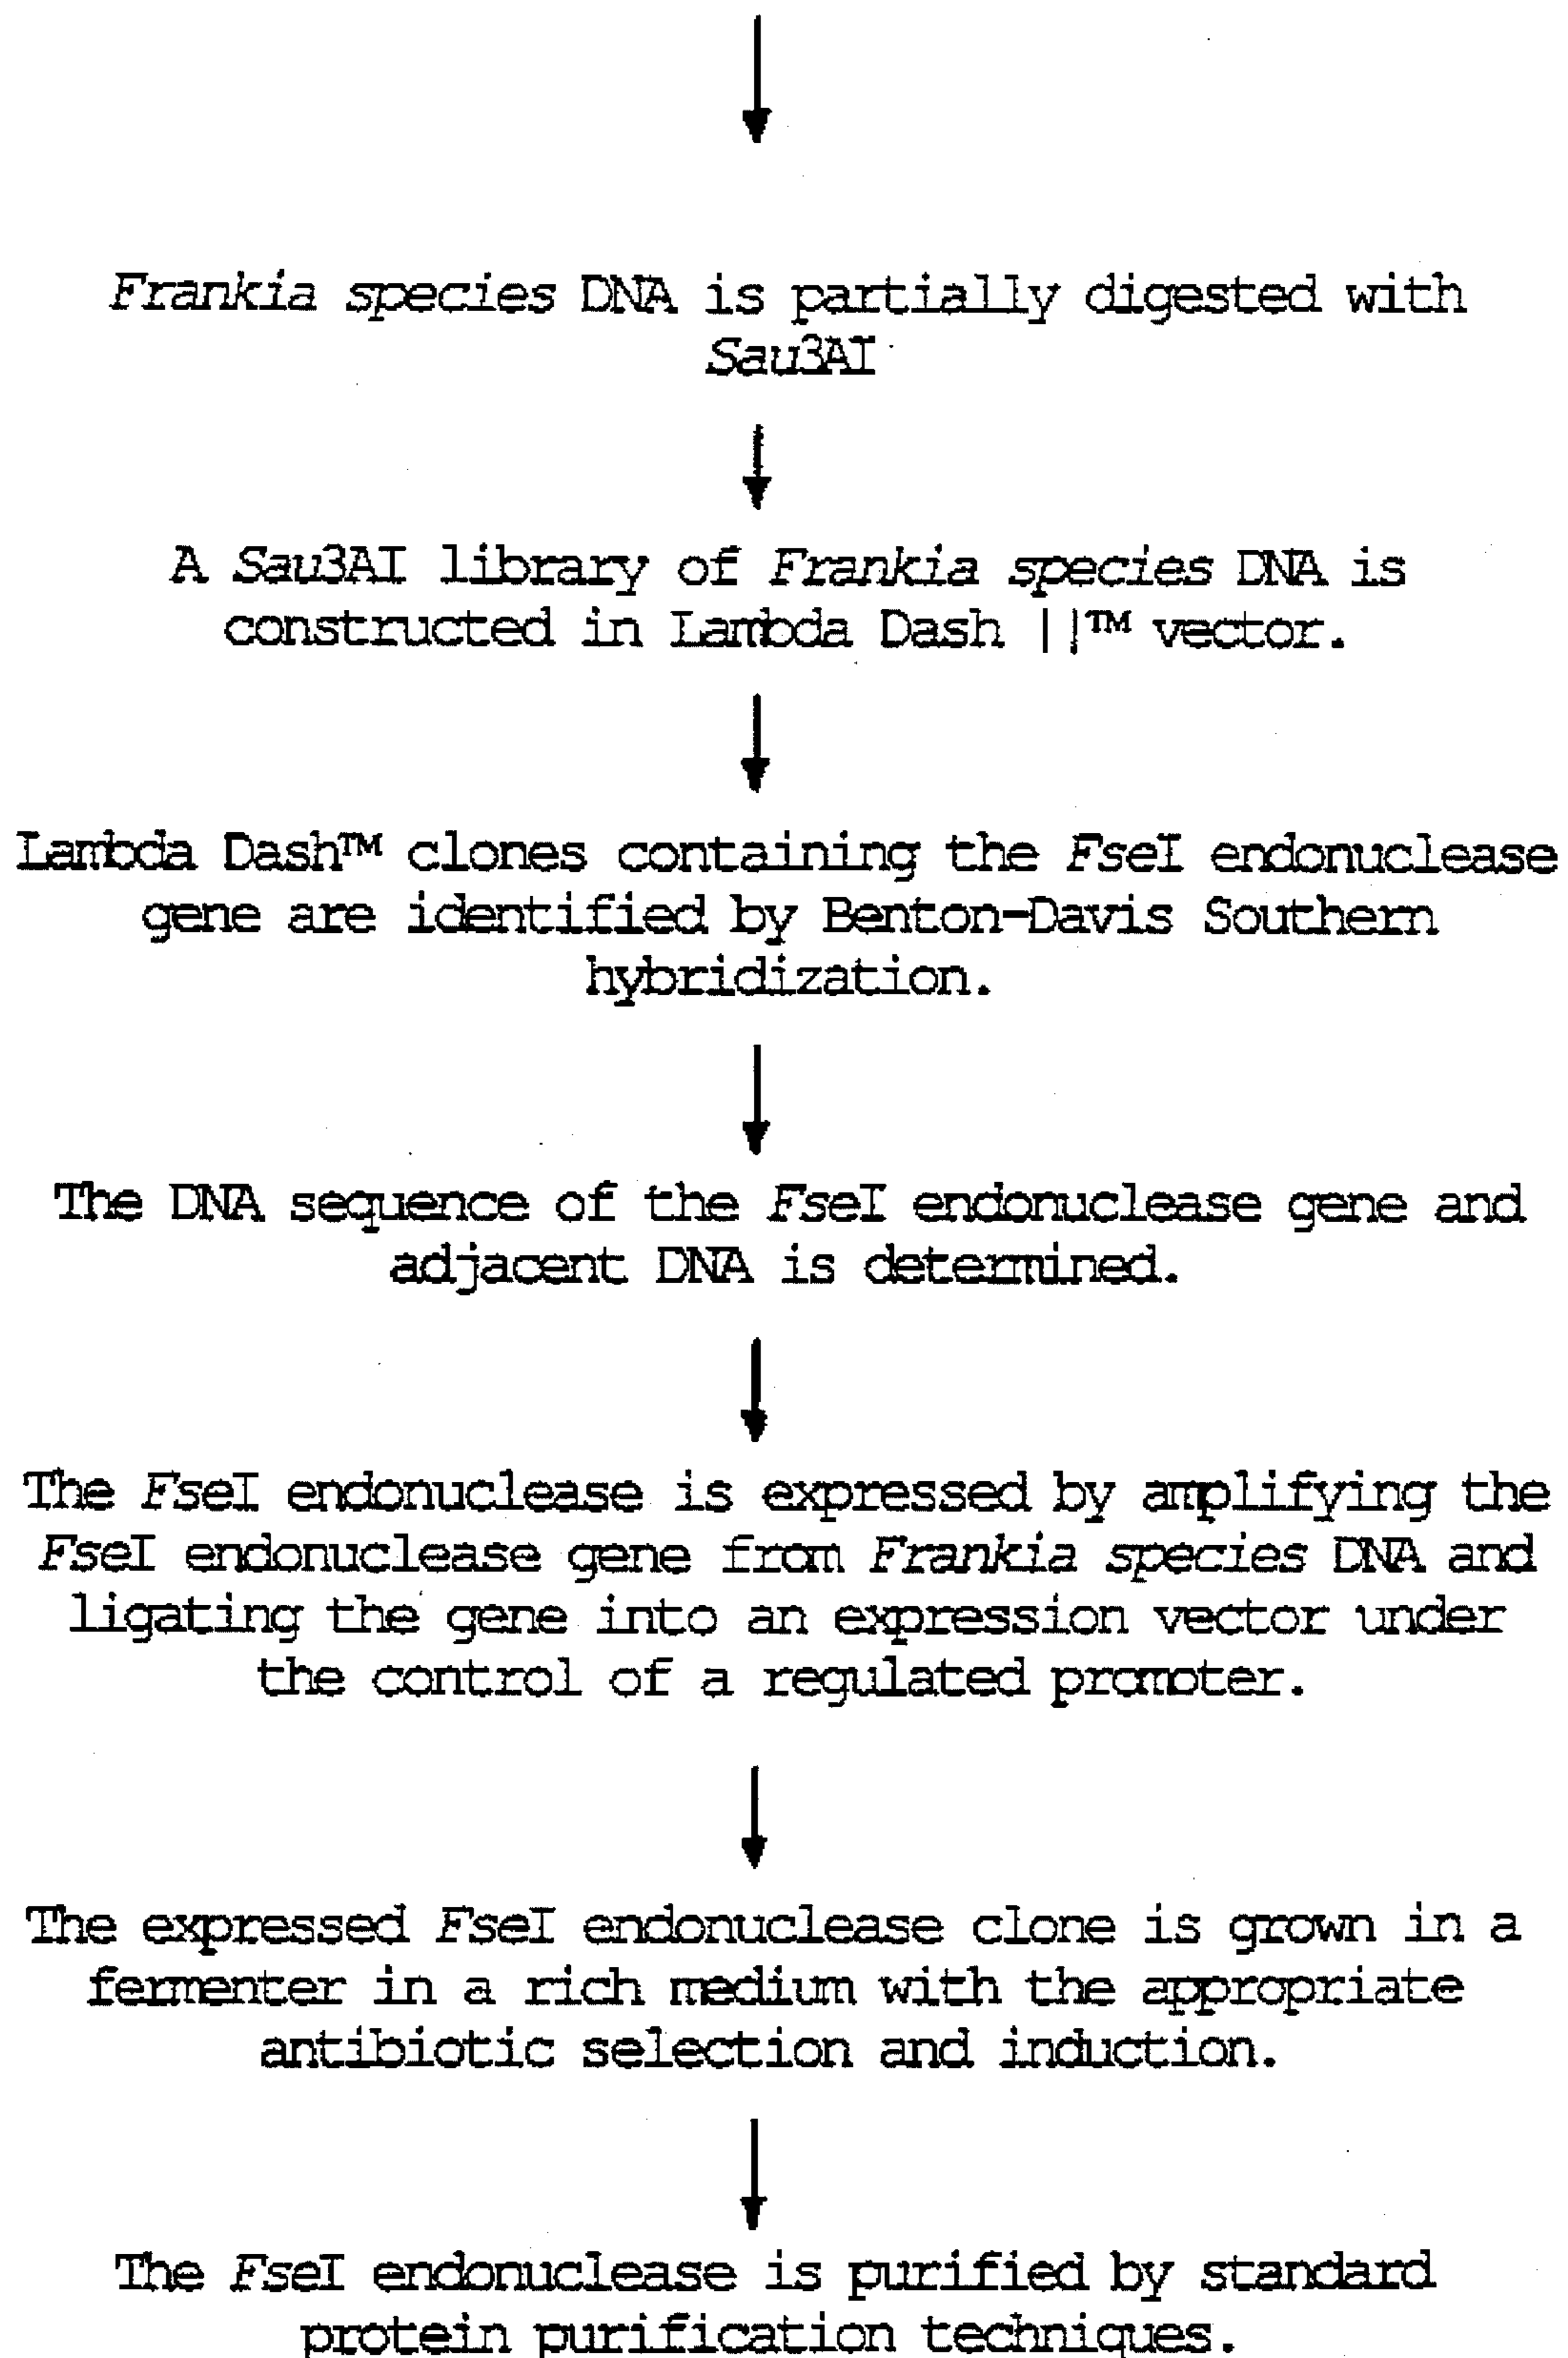 Frankia species DNA is partially digested with
Sau3AI
A Sau3AI library of Frankia species DNA is
constructed in Lambda Dash ||™ vector.
Lambda Dash™ clones containing the FseI endonuclease
gene are identified by Benton-Davis Southern
hybridization.
The DNA sequence of the FseI endonuclease gene and
adjacent DNA is determined.
The FseI endonuclease is expressed by amplifying the
FseI endonuclease gene from Frankia species DNA and
ligating the gene into an expression vector under
the control of a regulated promoter.
The expressed FseI endonuclease clone is grown in a
fermenter in a rich medium with the appropriate
antibiotic selection and induction.
The FseI endonuclease is purified by standard
protein purification techniques.